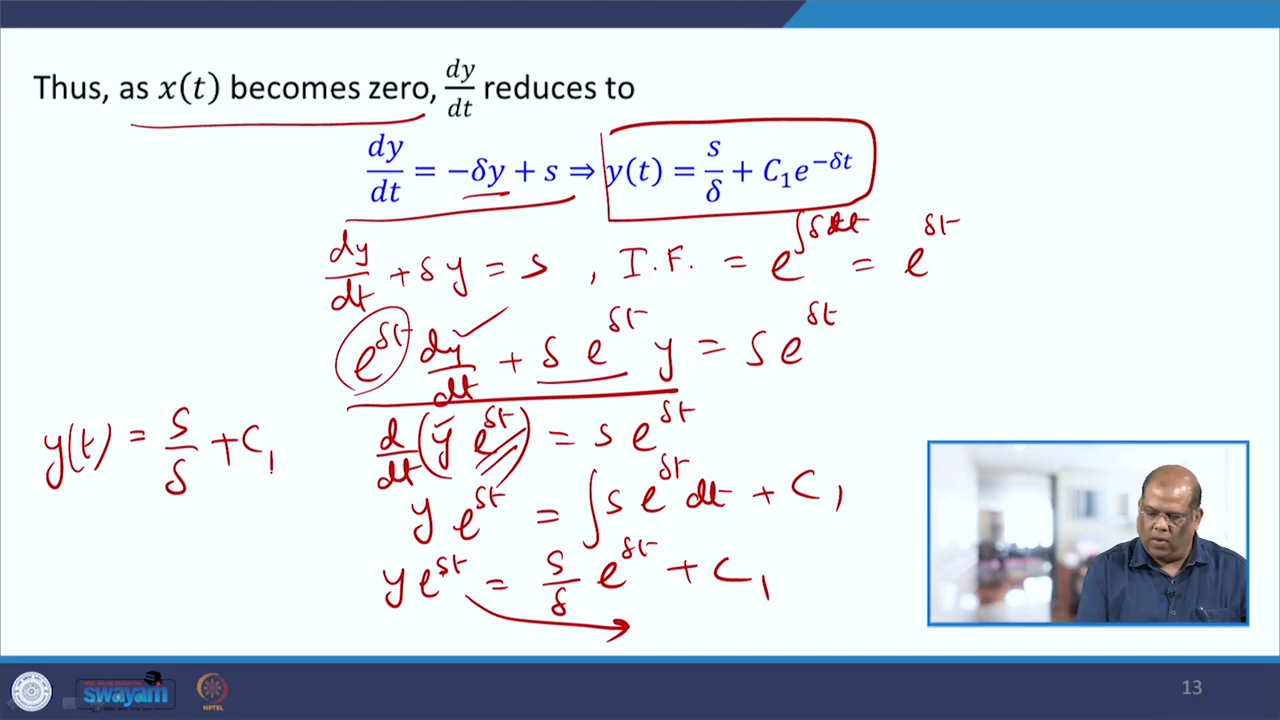 Thus, as x(t) becomes zero, dy/dt reduces to
dy/dt = −δy + s ⇒ y(t) = s/δ + C₁e^{−δt}
dy/dt + δy = s , I.F. = e^{∫δdt} = e^{δt}
e^{δt} dy/dt + δ e^{δt} y = s e^{δt}
d/dt (y e^{δt}) = s e^{δt}
y(t) = s/δ + C₁
y e^{δt} = ∫ s e^{δt} dt + C₁
y e^{δt} = s/δ e^{δt} + C₁
swayam
NPTEL
13